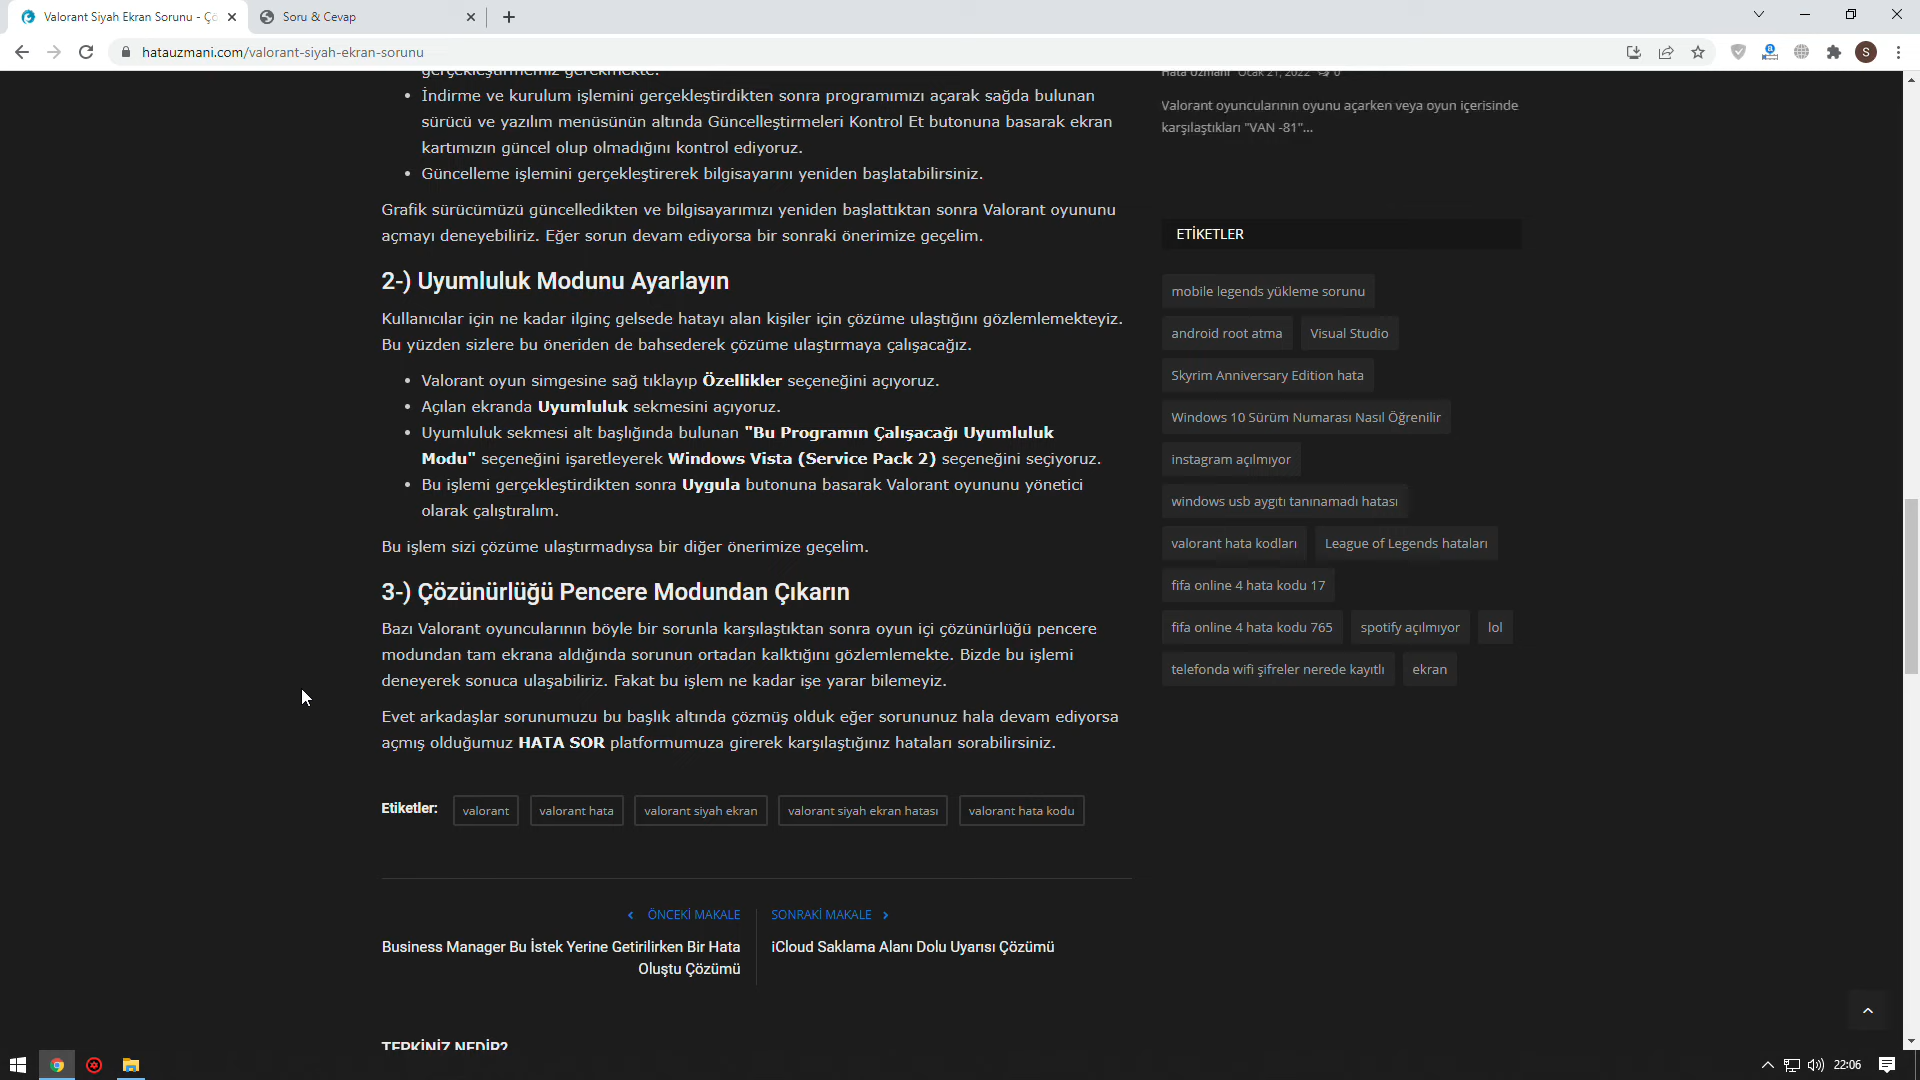 Valorant Siyah Ekran Sorunu - Çö
Soru & Cevap
hatauzmani.com/valorant-siyah-ekran-sorunu
S
gerçekleştirmemiz gerekmekte.
• İndirme ve kurulum işlemini gerçekleştirdikten sonra programımızı açarak sağda bulunan
sürücü ve yazılım menüsünün altında Güncelleştirmeleri Kontrol Et butonuna basarak ekran
kartımızın güncel olup olmadığını kontrol ediyoruz.
• Güncelleme işlemini gerçekleştirerek bilgisayarını yeniden başlatabilirsiniz.
Grafik sürücümüzü güncelledikten ve bilgisayarımızı yeniden başlattıktan sonra Valorant oyununu
açmayı deneyebiliriz. Eğer sorun devam ediyorsa bir sonraki önerimize geçelim.
2-) Uyumluluk Modunu Ayarlayın
Kullanıcılar için ne kadar ilginç gelsede hatayı alan kişiler için çözüme ulaştığını gözlemlemekteyiz.
Bu yüzden sizlere bu öneriden de bahsederek çözüme ulaştırmaya çalışacağız.
• Valorant oyun simgesine sağ tıklayıp Özellikler seçeneğini açıyoruz.
• Açılan ekranda Uyumluluk sekmesini açıyoruz.
• Uyumluluk sekmesi alt başlığında bulunan "Bu Programın Çalışacağı Uyumluluk
Modu" seçeneğini işaretleyerek Windows Vista (Service Pack 2) seçeneğini seçiyoruz.
• Bu işlemi gerçekleştirdikten sonra Uygula butonuna basarak Valorant oyununu yönetici
olarak çalıştıralım.
Bu işlem sizi çözüme ulaştırmadıysa bir diğer önerimize geçelim.
3-) Çözünürlüğü Pencere Modundan Çıkarın
Bazı Valorant oyuncularının böyle bir sorunla karşılaştıktan sonra oyun içi çözünürlüğü pencere
modundan tam ekrana aldığında sorunun ortadan kalktığını gözlemlemekte. Bizde bu işlemi
deneyerek sonuca ulaşabiliriz. Fakat bu işlem ne kadar işe yarar bilemeyiz.
Evet arkadaşlar sorunumuzu bu başlık altında çözmüş olduk eğer sorununuz hala devam ediyorsa
açmış olduğumuz HATA SOR platformumuza girerek karşılaştığınız hataları sorabilirsiniz.
Etiketler: valorant valorant hata valorant siyah ekran valorant siyah ekran hatası valorant hata kodu
ÖNCEKİ MAKALE
Business Manager Bu İstek Yerine Getirilirken Bir Hata
Oluştu Çözümü
SONRAKİ MAKALE
iCloud Saklama Alanı Dolu Uyarısı Çözümü
TEPKİNİZ NEDİR?
Hata Uzmanı Ocak 21, 2022 0
Valorant oyuncularının oyunu açarken veya oyun içerisinde
karşılaştıkları "VAN -81"...
ETİKETLER
mobile legends yükleme sorunu
android root atma Visual Studio
Skyrim Anniversary Edition hata
Windows 10 Sürüm Numarası Nasıl Öğrenilir
instagram açılmıyor
windows usb aygıtı tanınamadı hatası
valorant hata kodları League of Legends hataları
fifa online 4 hata kodu 17
fifa online 4 hata kodu 765 spotify açılmıyor lol
telefonda wifi şifreler nerede kayıtlı ekran
22:06